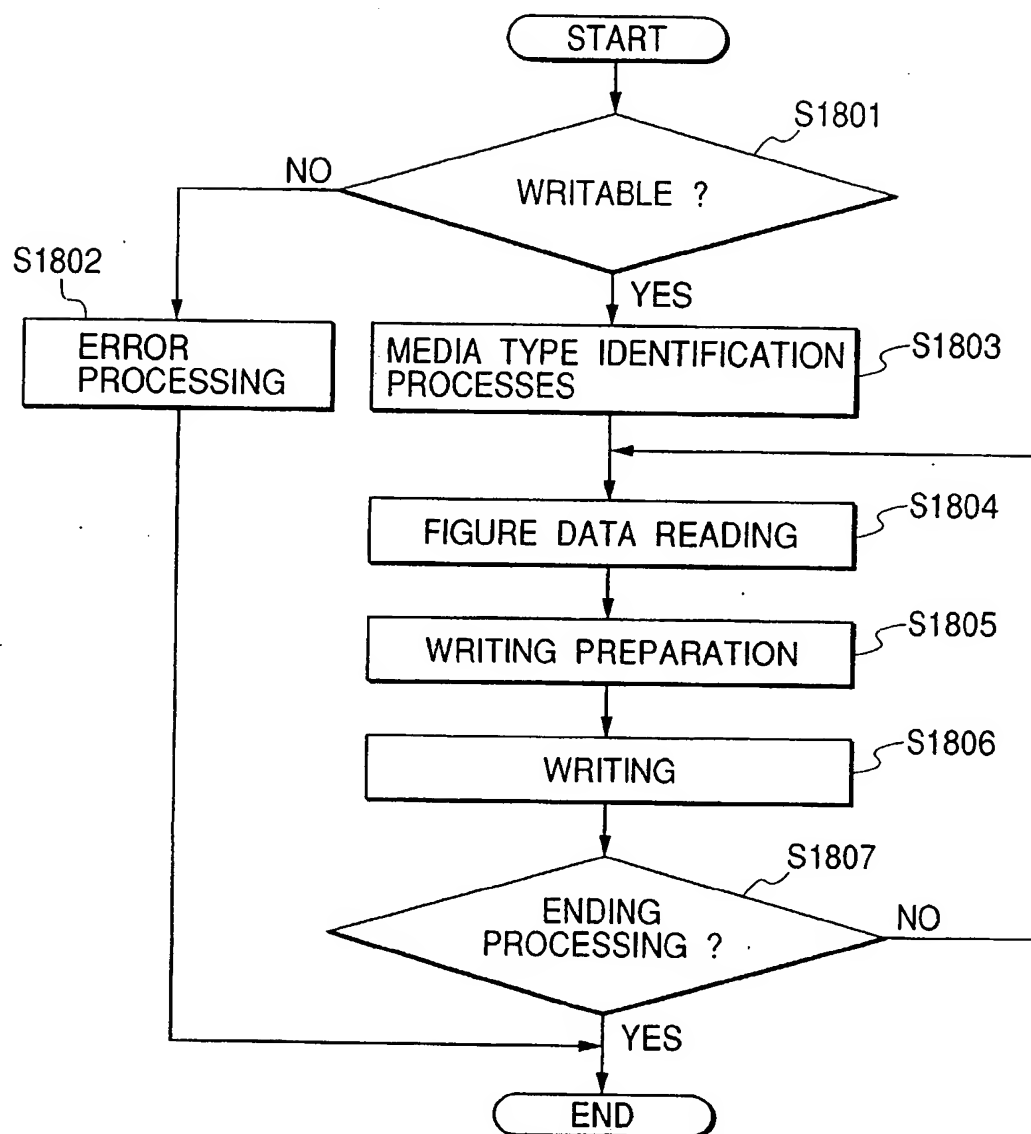 START
S1801
NO
WRITABLE ?
S1802
YES
ERROR
PROCESSING
MEDIA TYPE IDENTIFICATION
PROCESSES
S1803
S1804
FIGURE DATA READING
S1805
WRITING PREPARATION
S1806
WRITING
S1807
ENDING
PROCESSING ?
NO
YES
END